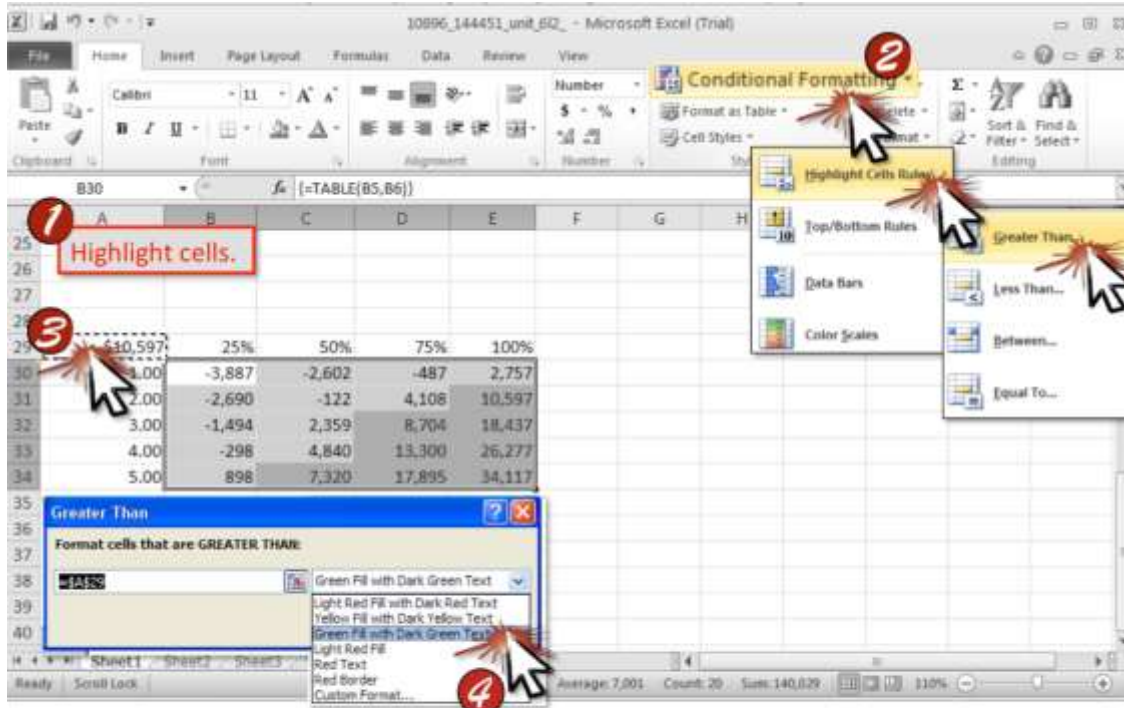 10896_144451_unit_6l2_ - Microsoft Excel (Trial)
File Home Insert Page Layout Formulas Data Review View
2
Paste
Calibri 11 A A
B I U A
Number
$ - % ,
Conditional Formatting
Format as Table
Cell Styles
Σ
Sort & Filter
Find & Select
Clipboard Font Alignment Number Editing
B30 fx {=TABLE(B5,B6)}
A B C D E F G H
1
Highlight cells.
Highlight Cells Rules
Top/Bottom Rules
Data Bars
Color Scales
Greater Than...
Less Than...
Between...
Equal To...
25
26
27
28
3
29 $10,597 25% 50% 75% 100%
30 1.00 -3,887 -2,602 -487 2,757
31 2.00 -2,690 -122 4,108 10,597
32 3.00 -1,494 2,359 8,704 18,437
33 4.00 -298 4,840 13,300 26,277
34 5.00 898 7,320 17,895 34,117
35
36
37
38
39
40
Greater Than
Format cells that are GREATER THAN:
=$A$29 Green Fill with Dark Green Text
Light Red Fill with Dark Red Text
Yellow Fill with Dark Yellow Text
Green Fill with Dark Green Text
Light Red Fill
Red Text
Red Border
Custom Format...
4
Sheet1 Sheet2 Sheet3
Ready Scroll Lock Average: 7,001 Count: 20 Sum: 140,029 110%